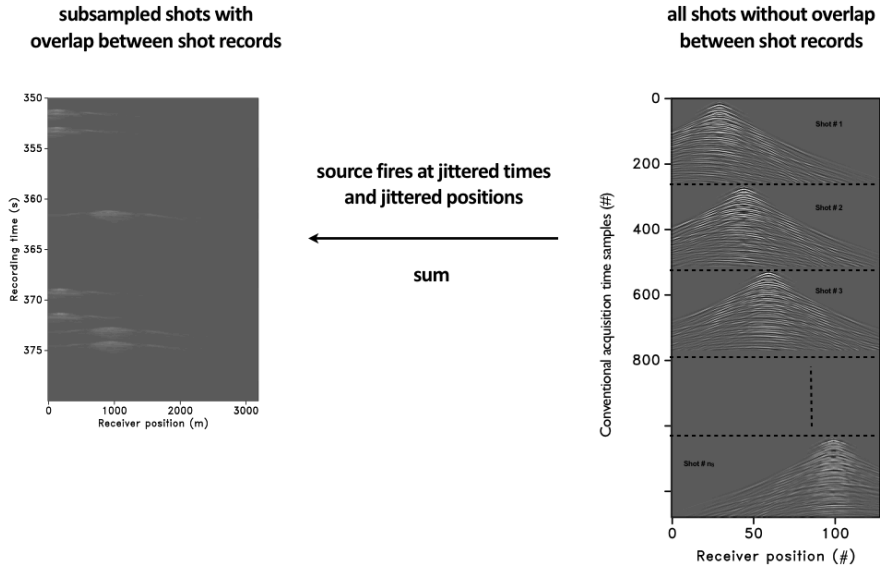 subsampled shots with
overlap between shot records
350
355
360
365
370
375
Recording time (s)
0
1000
2000
3000
Receiver position (m)
source fires at jittered times
and jittered positions
sum
all shots without overlap
between shot records
0
200
400
600
800
Conventional acquisition time samples (#)
Shot # 1
Shot # 2
Shot # 3
Shot # ns
0
50
100
Receiver position (#)